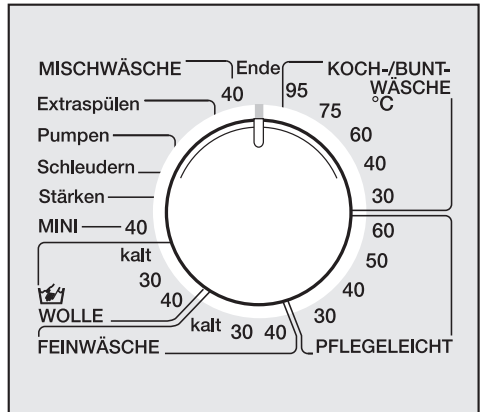 MISCHWÄSCHE
40
Ende
95
KOCH-/BUNT-
WÄSCHE
°C
75
60
40
30
60
50
40
30
PFLEGELEICHT
40
30
kalt
FEINWÄSCHE
40
30
kalt
WOLLE
40
MINI
Stärken
Schleudern
Pumpen
Extraspülen